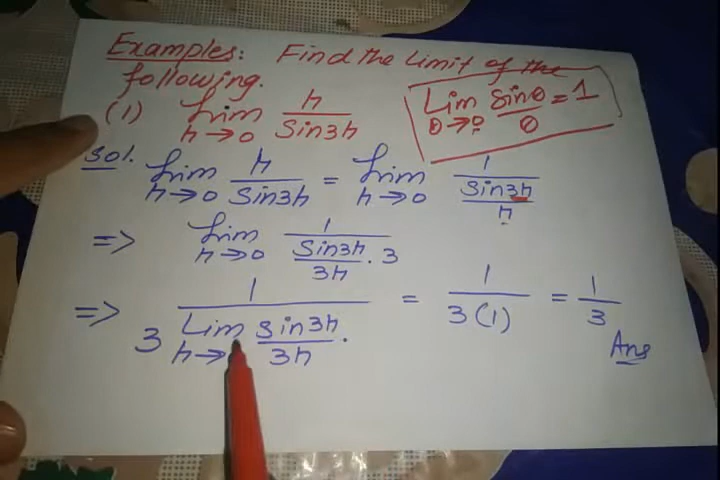 Examples: Find the Limit of the
following.
(1) Lim h→0 h/Sin3h
Lim θ→0 Sinθ/θ = 1
Sol. Lim h→0 h/Sin3h = Lim h→0 1/(Sin3h/h)
=> Lim h→0 1/(Sin3h/3h . 3)
=> 1/(3 Lim h→ Sin3h/3h .) = 1/3(1) = 1/3
Ans